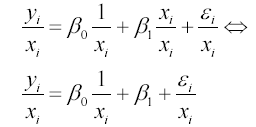 y_i/x_i = β_0 1/x_i + β_1 x_i/x_i + ε_i/x_i ⇔
y_i/x_i = β_0 1/x_i + β_1 + ε_i/x_i